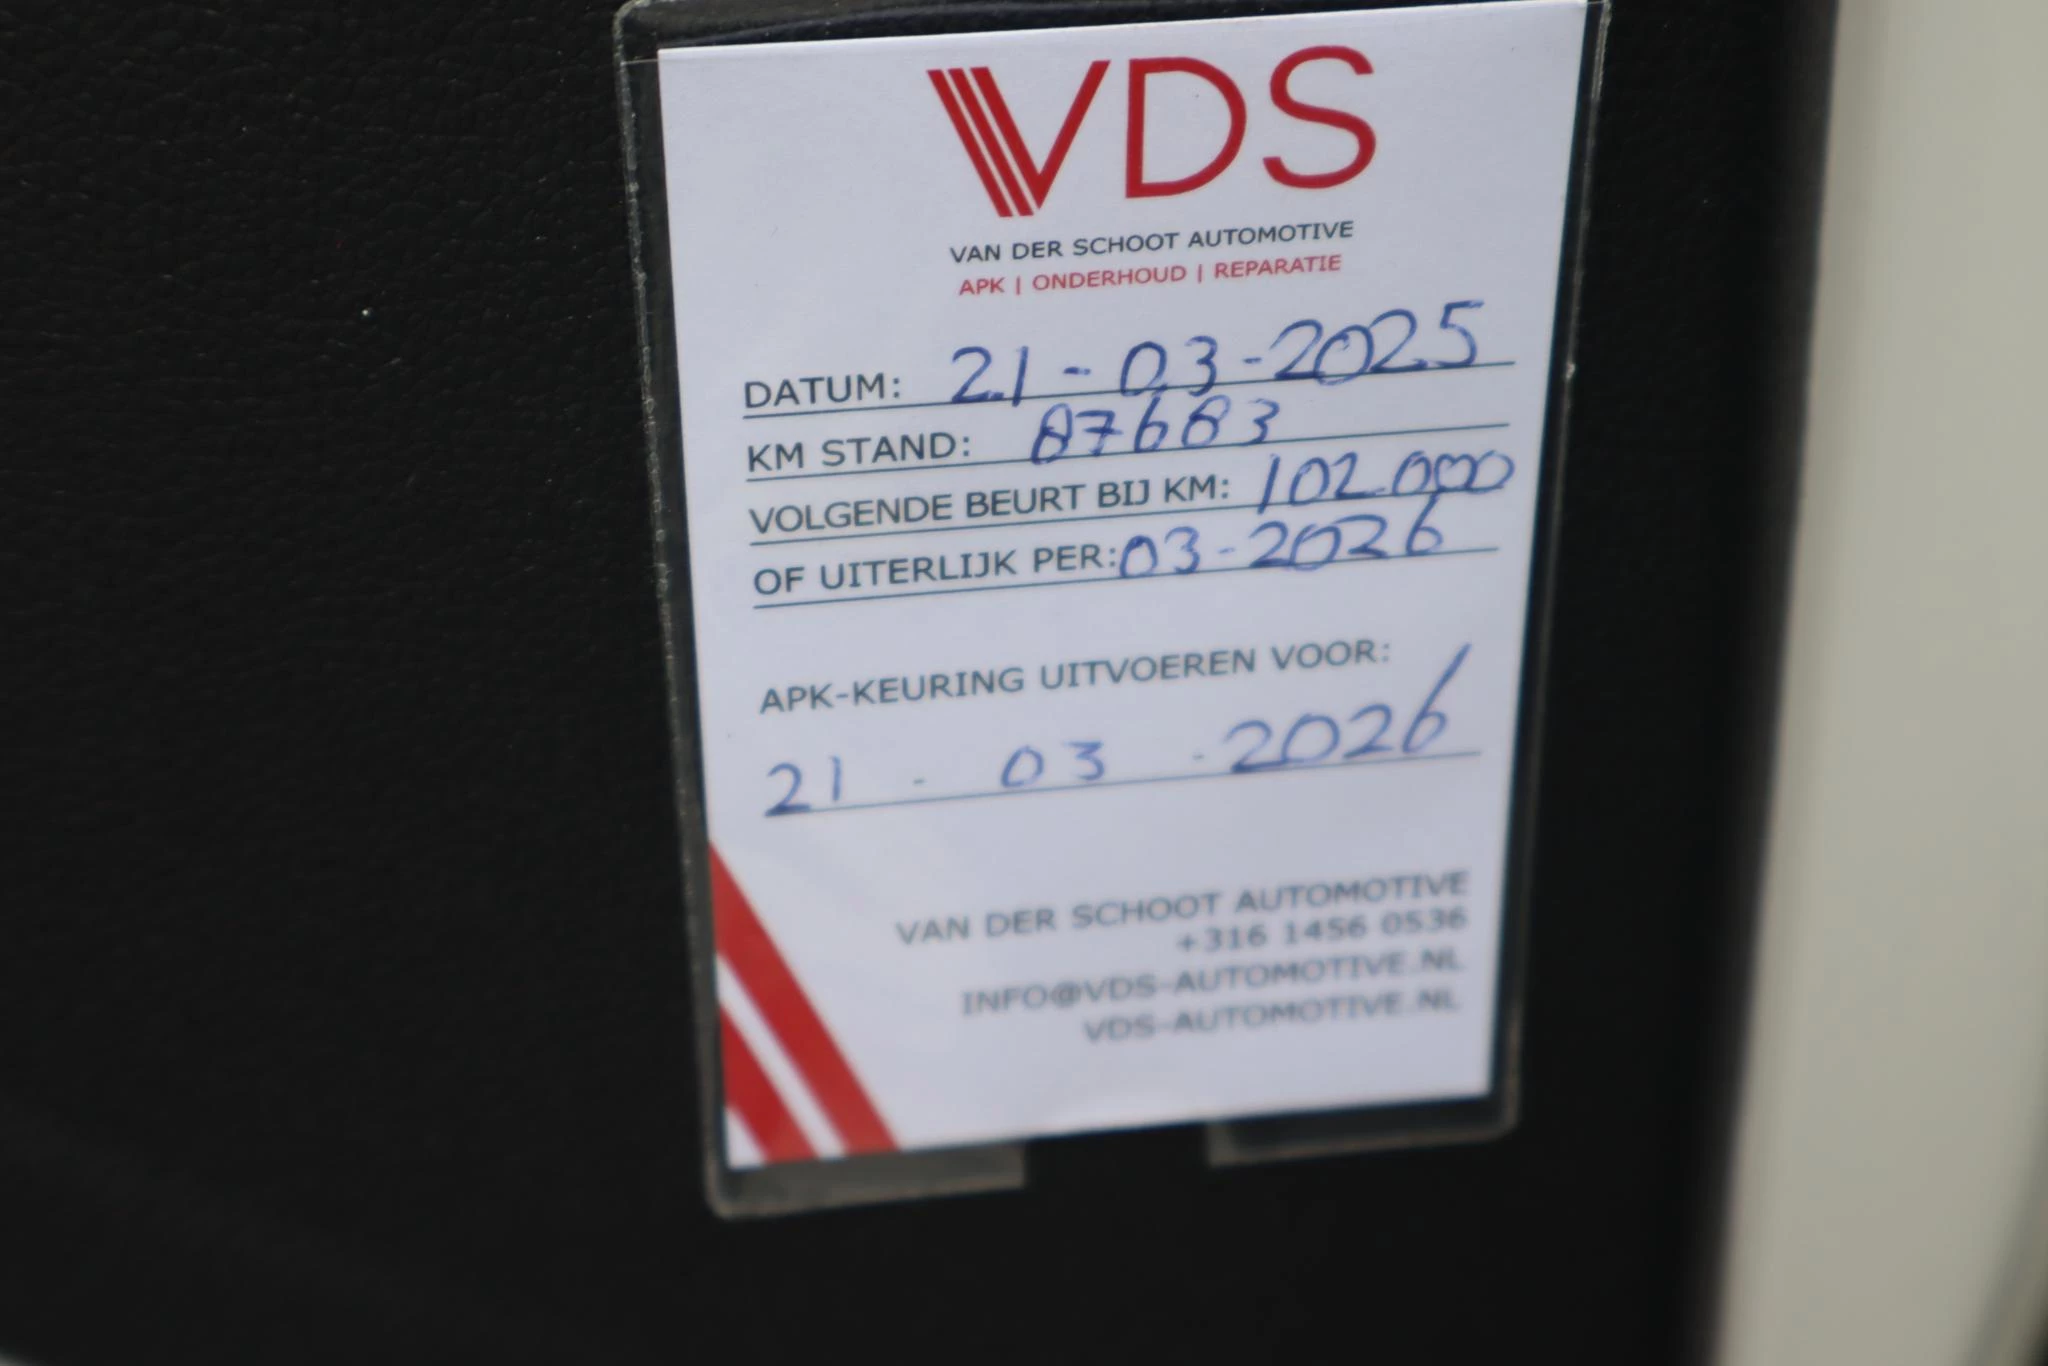 VDS
VAN DER SCHOOT AUTOMOTIVE
APK | ONDERHOUD | REPARATIE
DATUM: 21-03-2025
KM STAND: 87683
VOLGENDE BEURT BIJ KM: 102.000
OF UITERLIJK PER: 03-2026
APK-KEURING UITVOEREN VOOR:
21 - 03 - 2026
VAN DER SCHOOT AUTOMOTIVE
+316 1456 0536
INFO@VDS-AUTOMOTIVE.NL
VDS-AUTOMOTIVE.NL